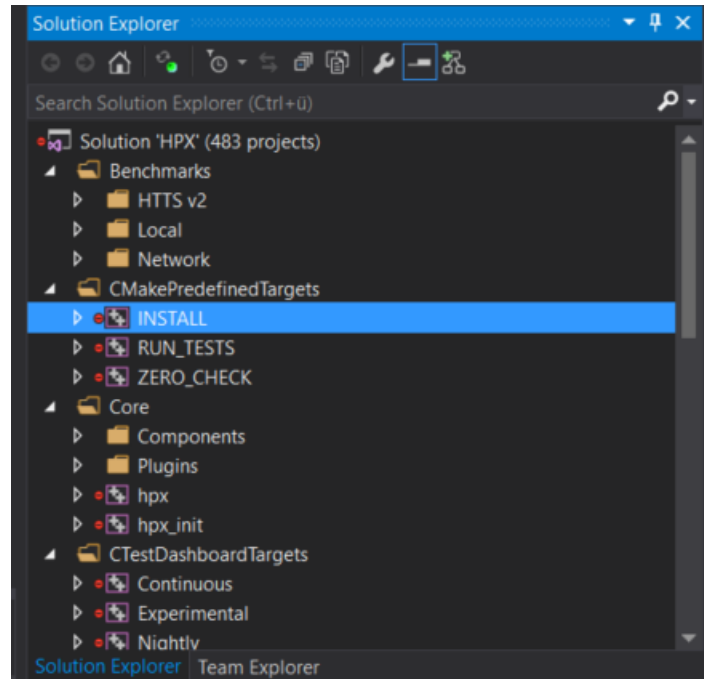 Solution Explorer
Search Solution Explorer (Ctrl+ü)
Solution 'HPX' (483 projects)
Benchmarks
HTTS v2
Local
Network
CMakePredefinedTargets
INSTALL
RUN_TESTS
ZERO_CHECK
Core
Components
Plugins
hpx
hpx_init
CTestDashboardTargets
Continuous
Experimental
Nightly
Solution Explorer Team Explorer